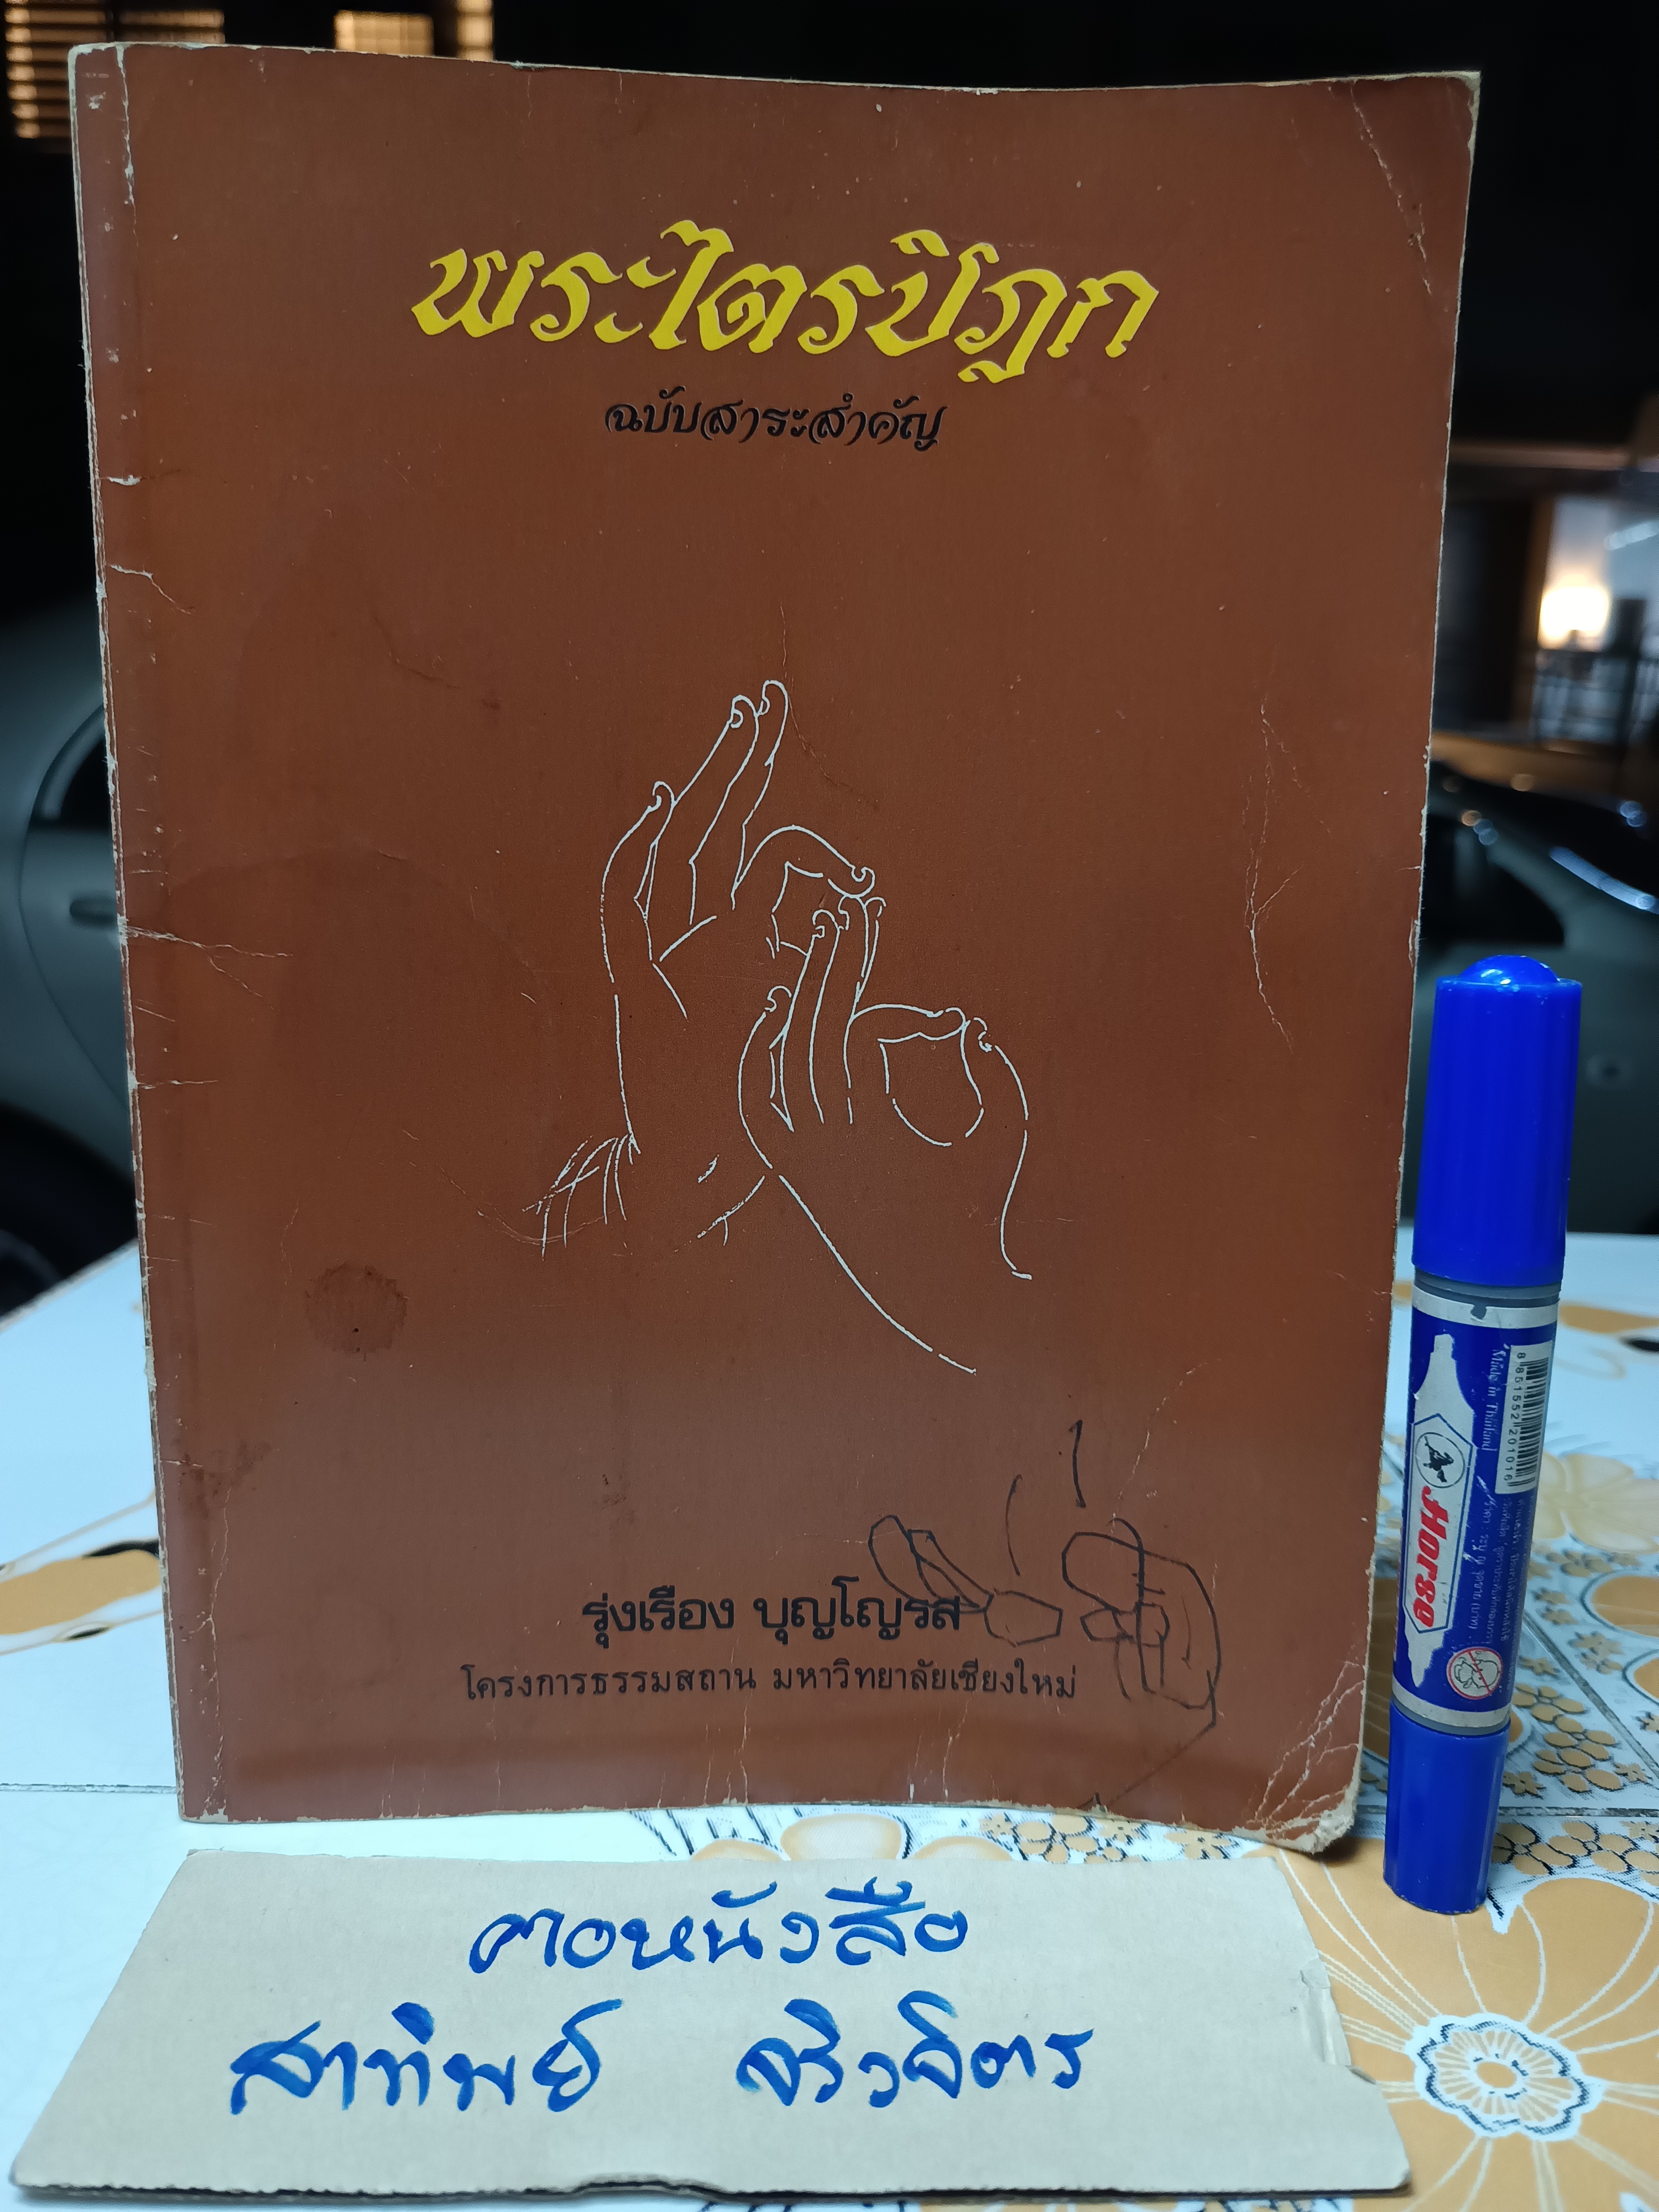 พระไตรปิฎก
ฉบับสาระสำคัญ
รุ่งเรือง บุญโญรส
โครงการธรรมสถาน มหาวิทยาลัยเชียงใหม่
Made in Thailand
8851552201016
Horse
คอหนังสือ
สาทิพย์ จริงจิตร